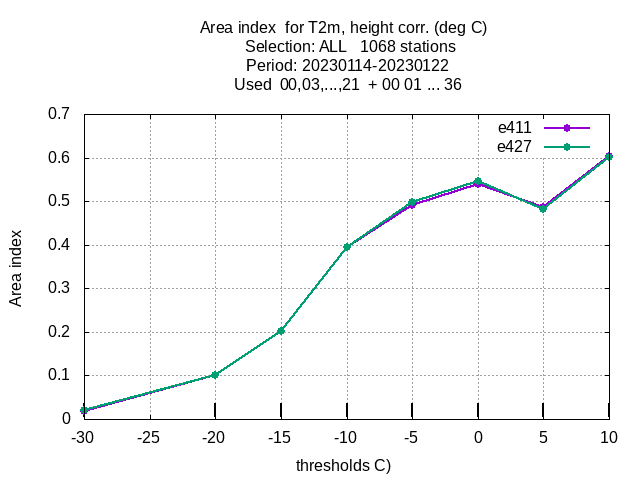 Area index  for T2m, height corr. (deg C)
Selection: ALL   1068 stations
Period: 20230114-20230122
Used  00,03,...,21  + 00 01 ... 36
e411
e427
0.7
0.6
0.5
0.4
0.3
0.2
0.1
0
Area index
-30 -25 -20 -15 -10 -5 0 5 10
thresholds C)